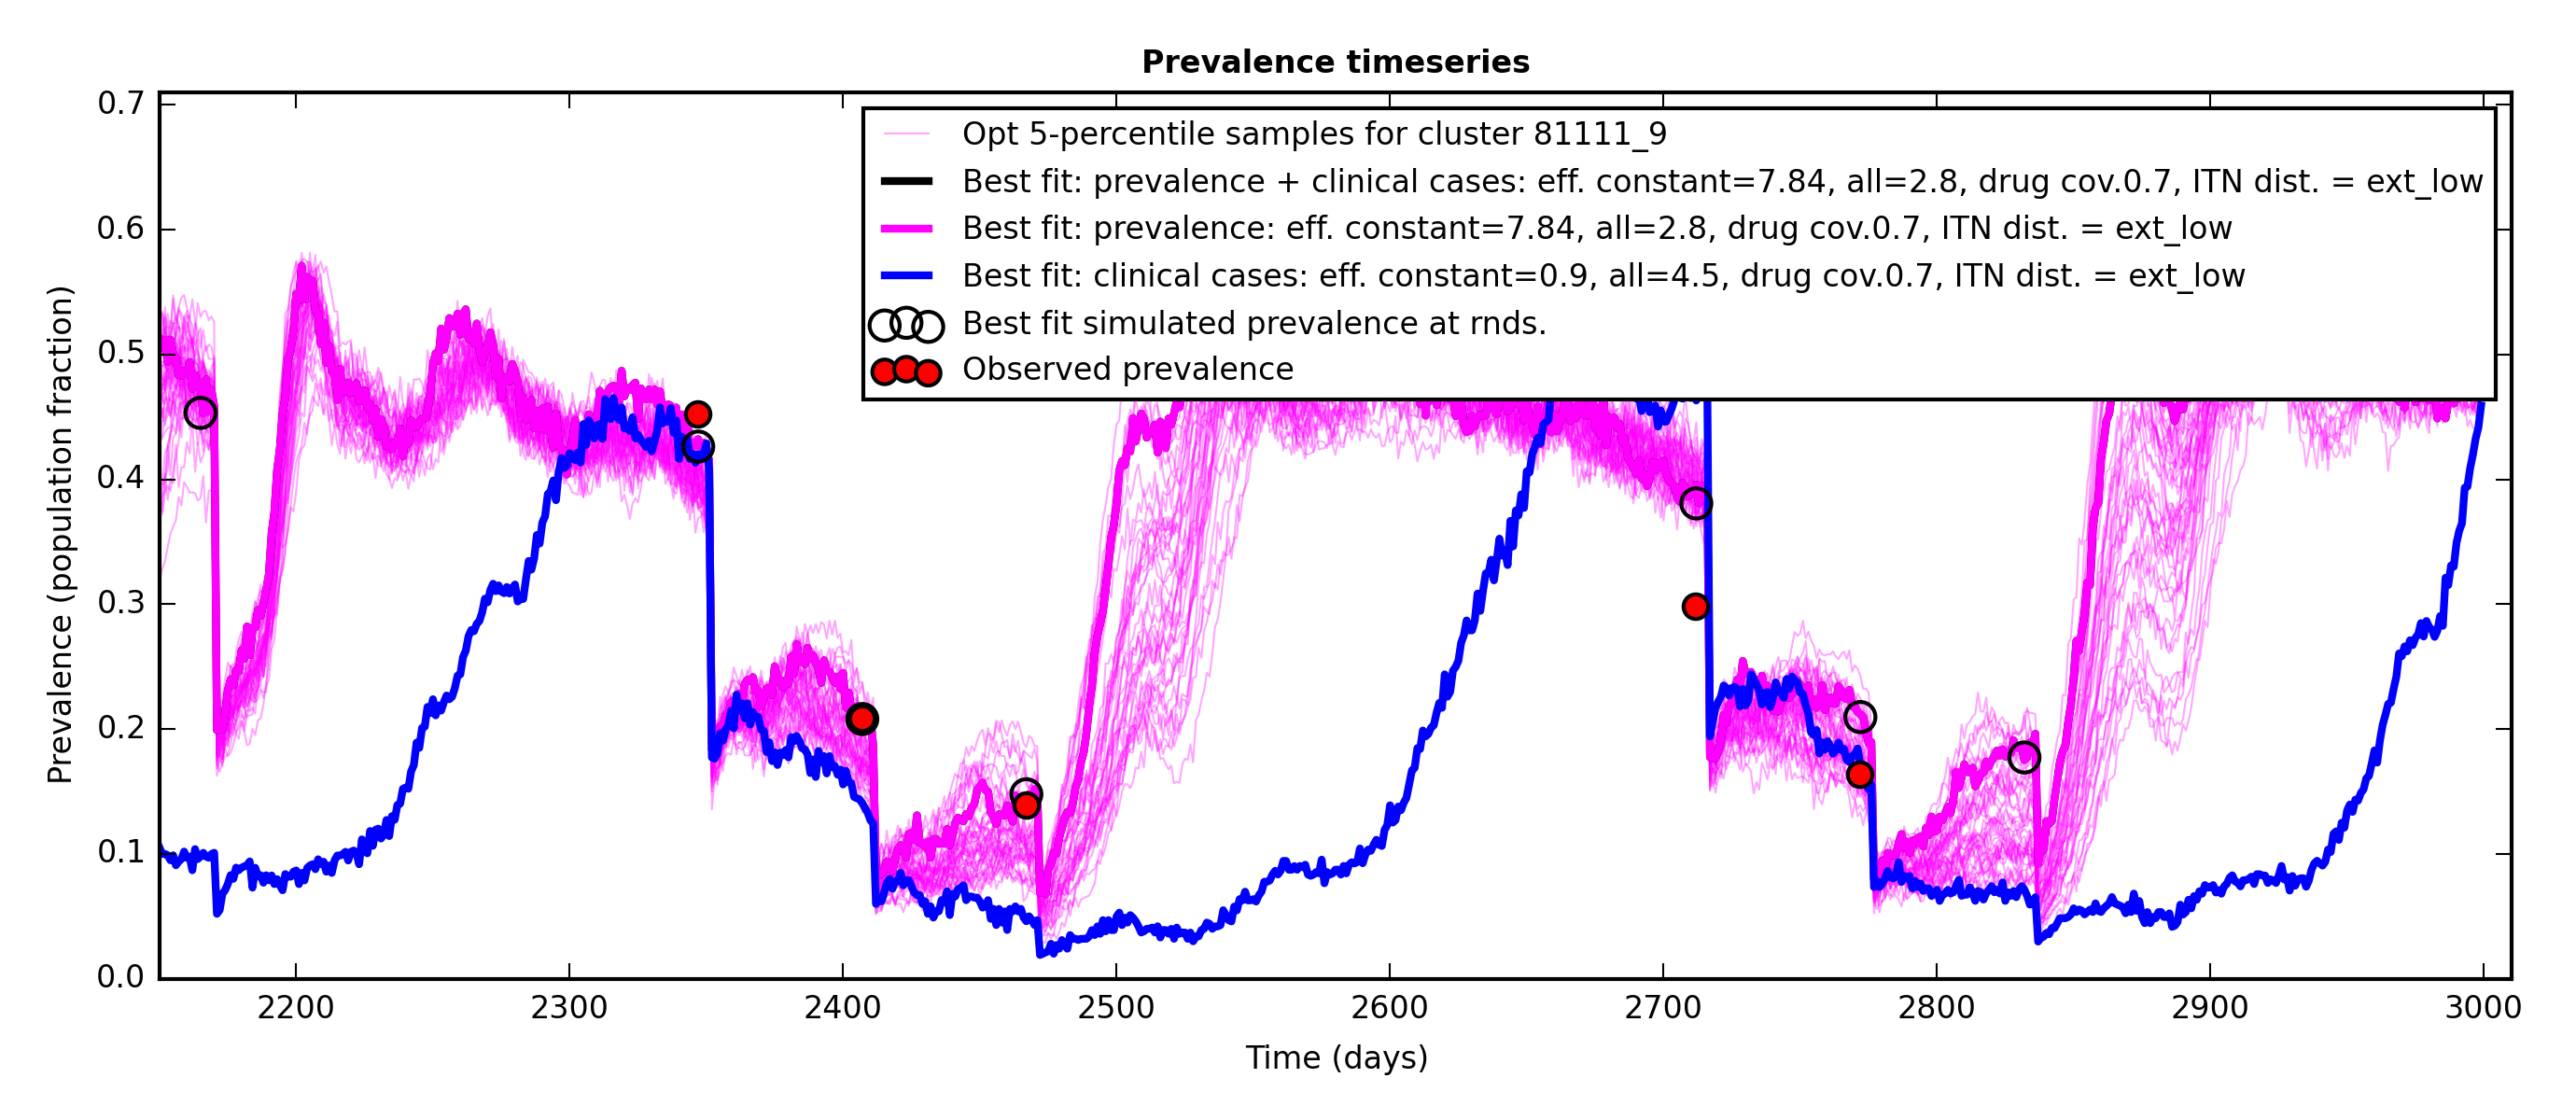 Prevalence timeseries
Opt 5-percentile samples for cluster 81111_9
Best fit: prevalence + clinical cases: eff. constant=7.84, all=2.8, drug cov.0.7, ITN dist. = ext_low
Best fit: prevalence: eff. constant=7.84, all=2.8, drug cov.0.7, ITN dist. = ext_low
Best fit: clinical cases: eff. constant=0.9, all=4.5, drug cov.0.7, ITN dist. = ext_low
Best fit simulated prevalence at rnds.
Observed prevalence
Prevalence (population fraction)
0.7
0.6
0.5
0.4
0.3
0.2
0.1
0.0
2200 2300 2400 2500 2600 2700 2800 2900 3000
Time (days)